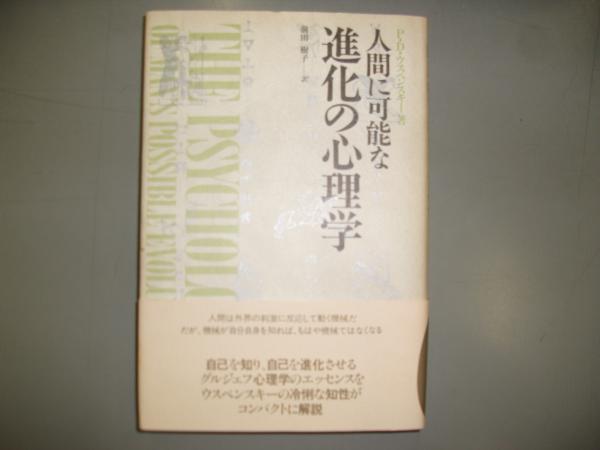 P・D・ウスペンスキー 著
人間に可能な
進化の心理学
前田樹子 訳
THE PSYCHOLO
OF MAN'S POSSIBLE EVOLU
人間は外界の刺激に反応して動く機械だ
だが、機械が自分自身を知れば、もはや機械ではなくなる
自己を知り、自己を進化させる
グルジェフ心理学のエッセンスを
ウスペンスキーの冷悧な知性が
コンパクトに解説